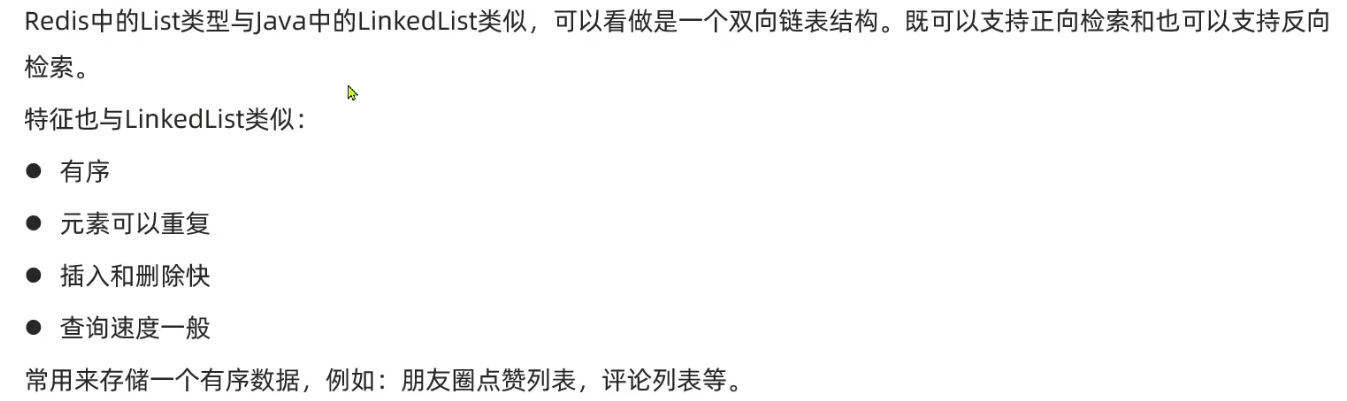 Redis中的List类型与Java中的LinkedList类似，可以看做是一个双向链表结构。既可以支持正向检索和也可以支持反向
检索。
特征也与LinkedList类似：
● 有序
● 元素可以重复
● 插入和删除快
● 查询速度一般
常用来存储一个有序数据，例如：朋友圈点赞列表，评论列表等。